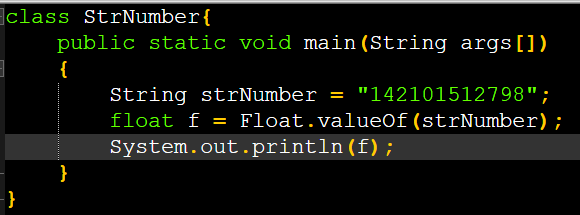 class StrNumber{
    public static void main(String args[])
    {
        String strNumber = "142101512798";
        float f = Float.valueOf(strNumber);
        System.out.println(f);
    }
}